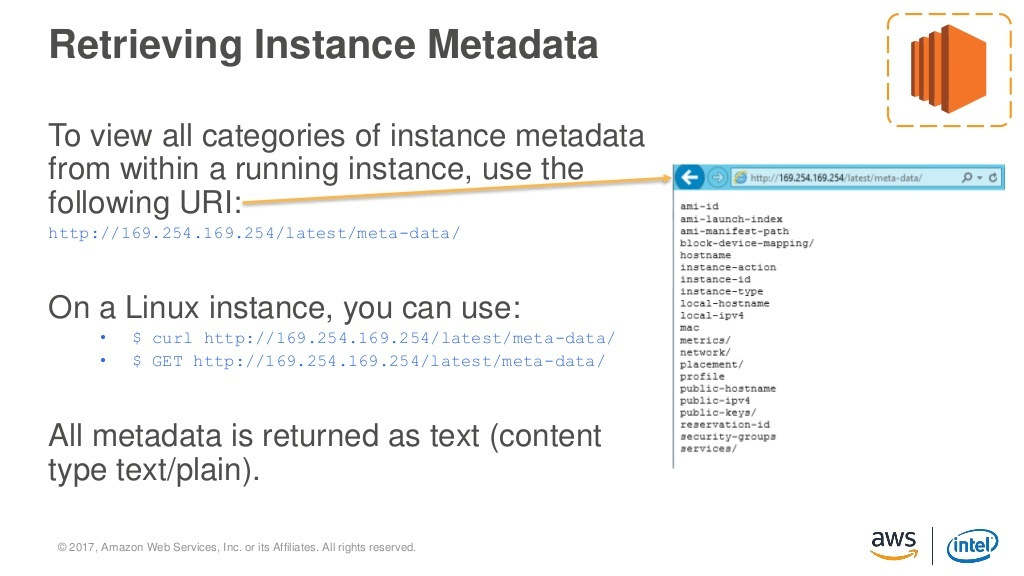 Retrieving Instance Metadata
To view all categories of instance metadata
from within a running instance, use the
following URI:
http://169.254.169.254/latest/meta-data/
On a Linux instance, you can use:
• $ curl http://169.254.169.254/latest/meta-data/
• $ GET http://169.254.169.254/latest/meta-data/
All metadata is returned as text (content
type text/plain).
http://169.254.169.254/latest/meta-data/
ami-id
ami-launch-index
ami-manifest-path
block-device-mapping/
hostname
instance-action
instance-id
instance-type
local-hostname
local-ipv4
mac
metrics/
network/
placement/
profile
public-hostname
public-ipv4
public-keys/
reservation-id
security-groups
services/
© 2017, Amazon Web Services, Inc. or its Affiliates. All rights reserved.
aws
intel